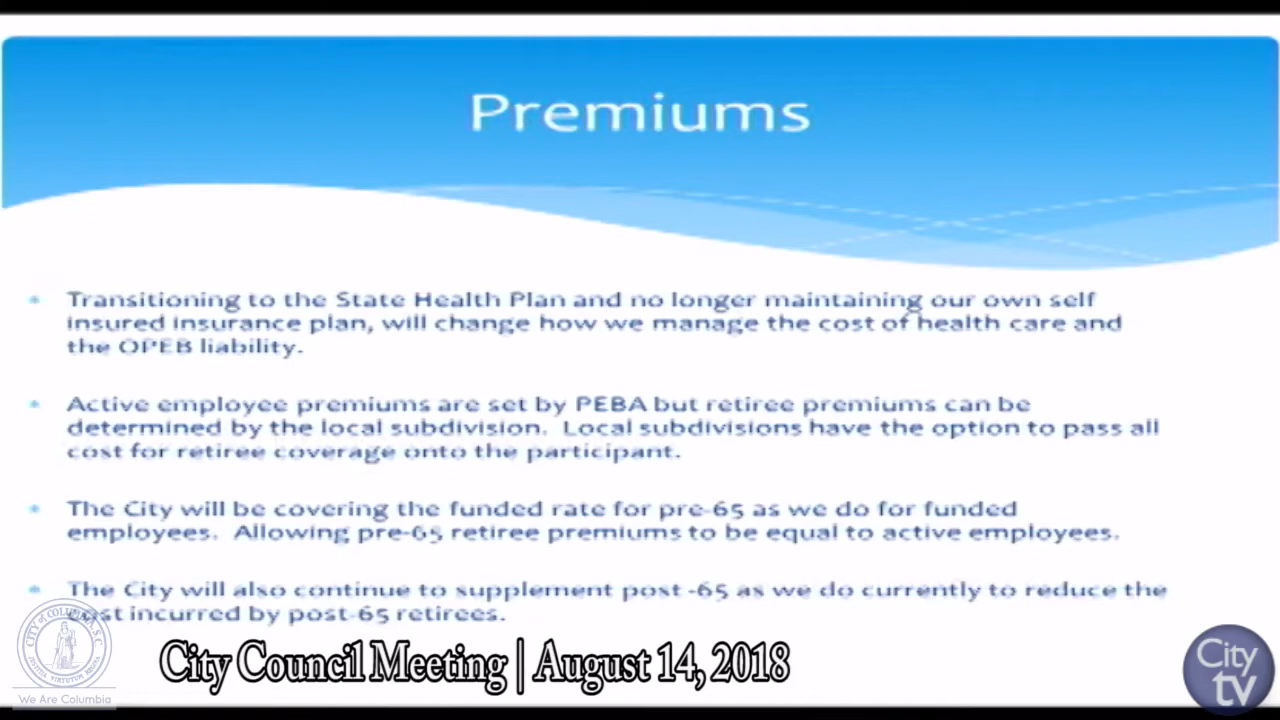 Premiums
Transitioning to the State Health Plan and no longer maintaining our own self
insured insurance plan, will change how we manage the cost of health care and
the OPEB liability.
Active employee premiums are set by PEBA but retiree premiums can be
determined by the local subdivision. Local subdivisions have the option to pass all
cost for retiree coverage onto the participant.
The City will be covering the funded rate for pre-65 as we do for funded
employees. Allowing pre-65 retiree premiums to be equal to active employees.
The City will also continue to supplement post -65 as we do currently to reduce the
cost incurred by post-65 retirees.
CITY OF COLUMBIA, S.C.
We Are Columbia
City Council Meeting | August 14, 2018
City
tv